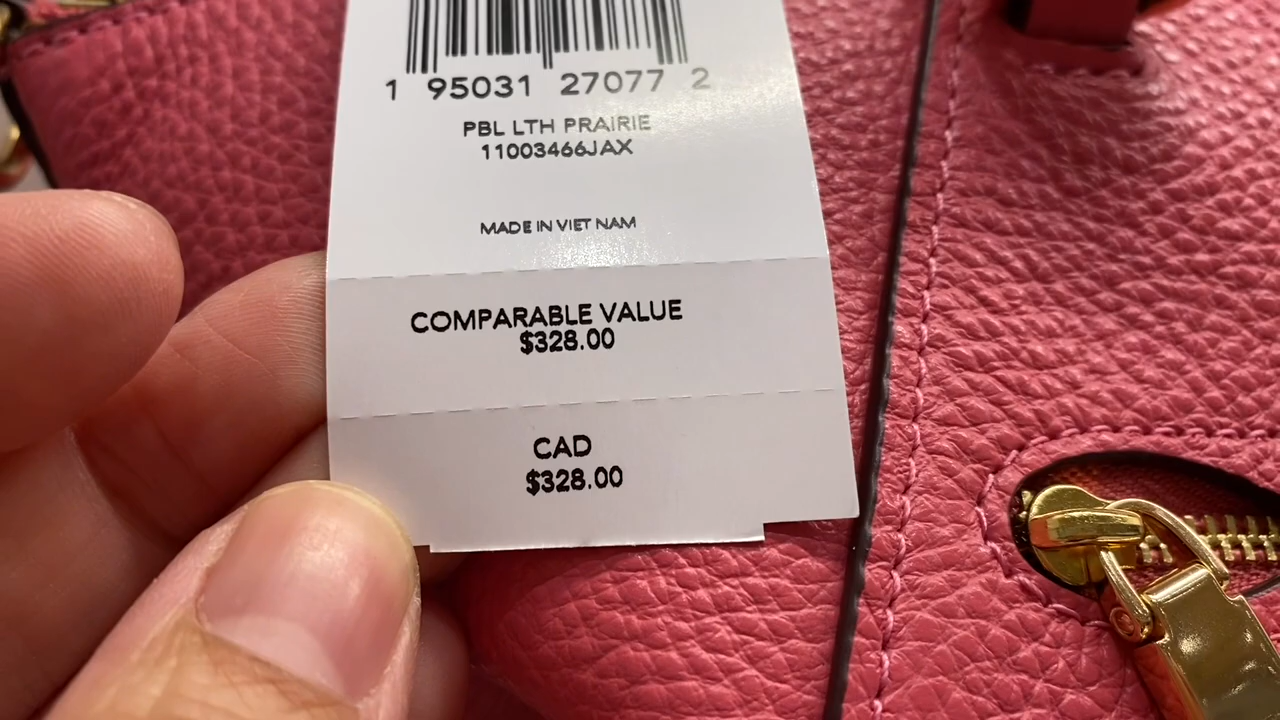 1 95031 27077 2
PBL LTH PRAIRIE
11003466JAX
MADE IN VIET NAM
COMPARABLE VALUE
$328.00
CAD
$328.00